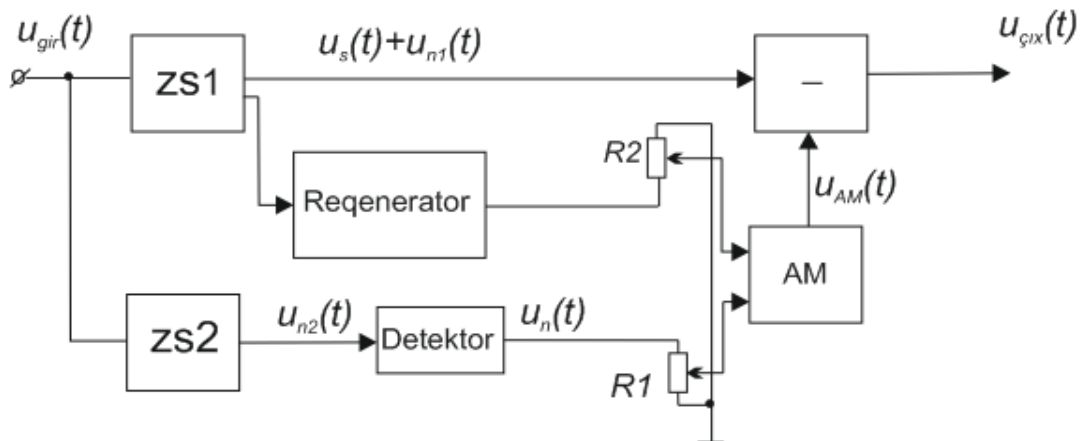 u_gir(t)
zs1
u_s(t)+u_n1(t)
–
u_çıx(t)
R2
Reqenerator
u_AM(t)
AM
zs2
u_n2(t)
Detektor
u_n(t)
R1